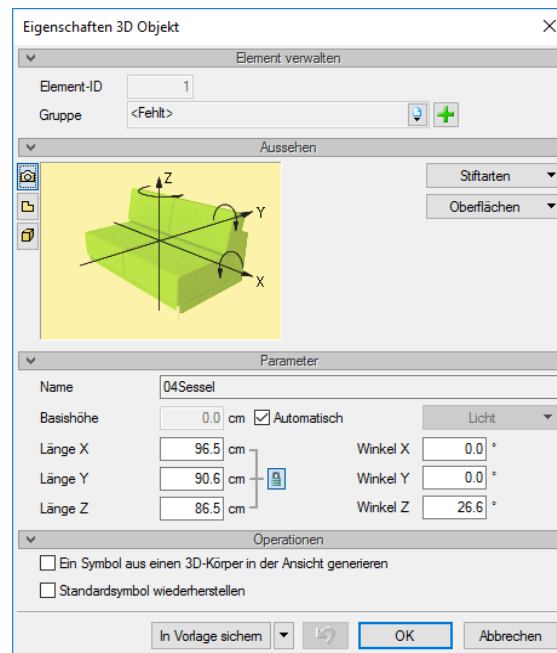 Eigenschaften 3D Objekt
Element verwalten
Element-ID 1
Gruppe <Fehlt>
Aussehen
Z
Y
X
Stiftarten
Oberflächen
Parameter
Name 04Sessel
Basishöhe 0.0 cm Automatisch Licht
Länge X 96.5 cm Winkel X 0.0 °
Länge Y 90.6 cm Winkel Y 0.0 °
Länge Z 86.5 cm Winkel Z 26.6 °
Operationen
Ein Symbol aus einen 3D-Körper in der Ansicht generieren
Standardsymbol wiederherstellen
In Vorlage sichern OK Abbrechen